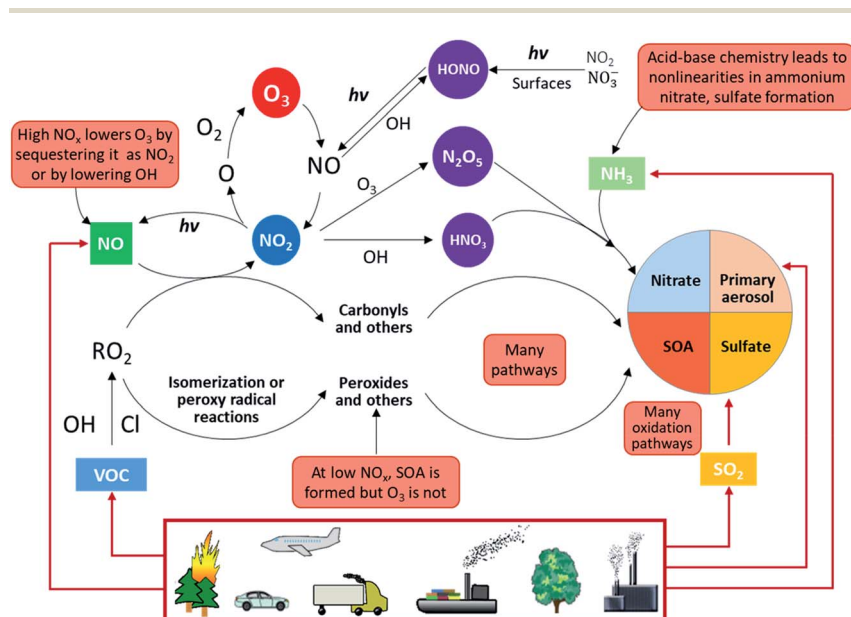 hv
NO₂
NO₃⁻
Surfaces
HONO
Acid-base chemistry leads to
nonlinearities in ammonium
nitrate, sulfate formation
O₃
hv
OH
O₂
High NOₓ lowers O₃ by
sequestering it as NO₂
or by lowering OH
O
NO
N₂O₅
NH₃
O₃
hv
NO
NO₂
OH
HNO₃
Nitrate
Primary
aerosol
SOA
Sulfate
Carbonyls
and others
RO₂
Many
pathways
Isomerization or
peroxy radical
reactions
Peroxides
and others
OH
Cl
Many
oxidation
pathways
VOC
At low NOₓ, SOA is
formed but O₃ is not
SO₂